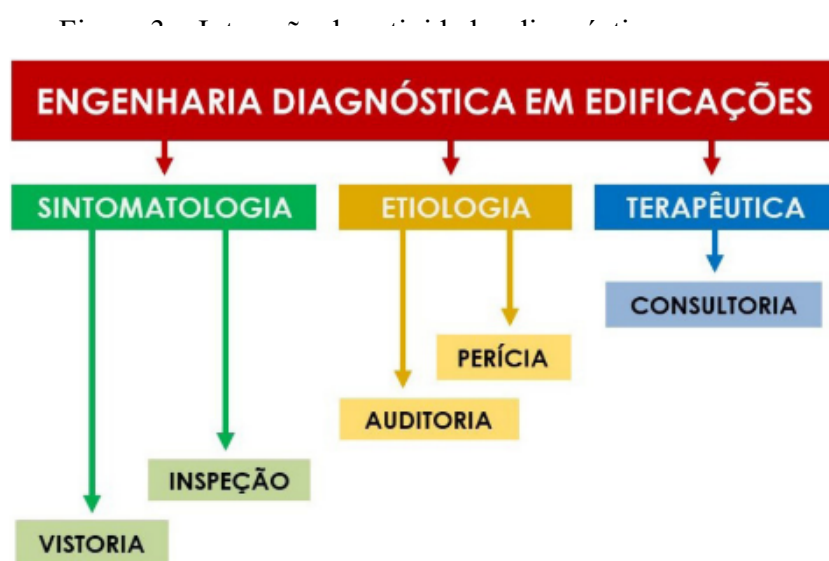 ENGENHARIA DIAGNÓSTICA EM EDIFICAÇÕES
SINTOMATOLOGIA ETIOLOGIA TERAPÊUTICA
CONSULTORIA
PERÍCIA
AUDITORIA
INSPEÇÃO
VISTORIA